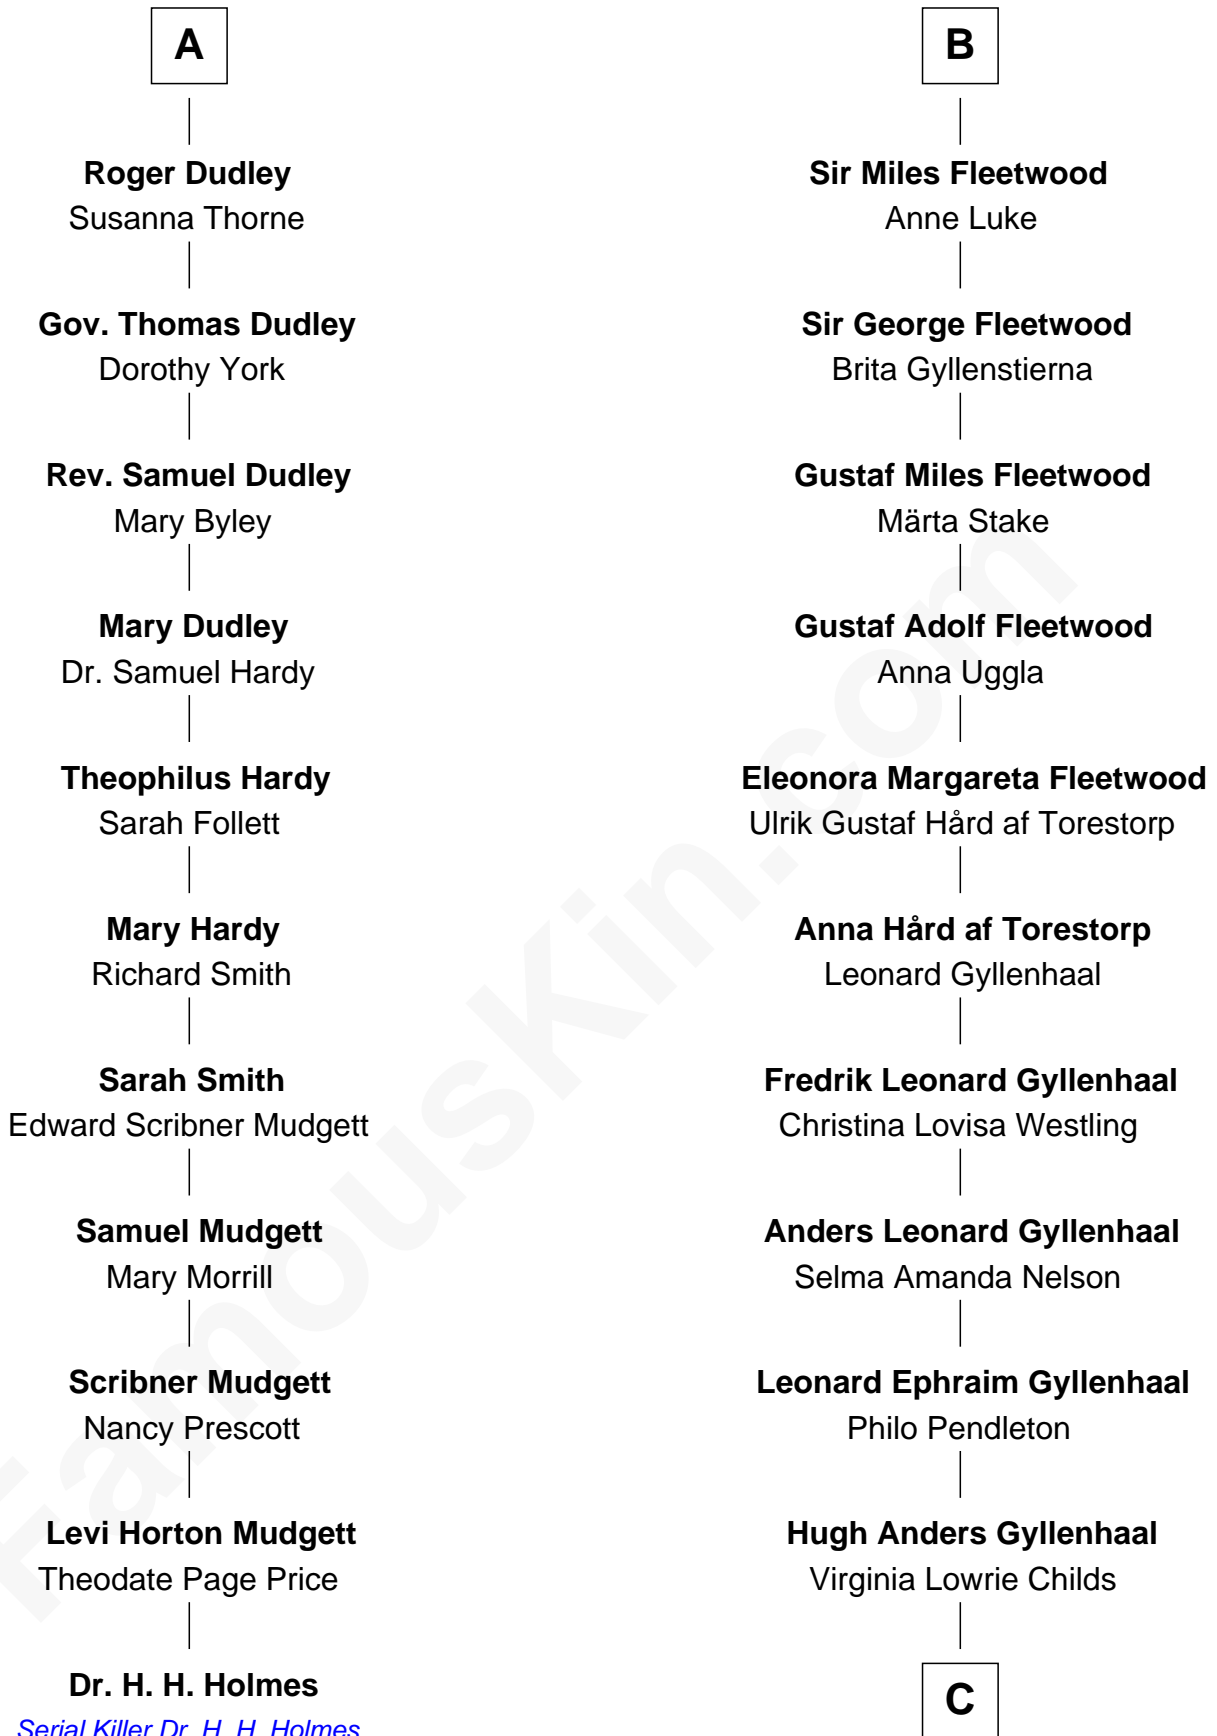 A
Roger Dudley
Susanna Thorne
Gov. Thomas Dudley
Dorothy York
Rev. Samuel Dudley
Mary Byley
Mary Dudley
Dr. Samuel Hardy
Theophilus Hardy
Sarah Follett
Mary Hardy
Richard Smith
Sarah Smith
Edward Scribner Mudgett
Samuel Mudgett
Mary Morrill
Scribner Mudgett
Nancy Prescott
Levi Horton Mudgett
Theodate Page Price
Dr. H. H. Holmes
Serial Killer Dr. H. H. Holmes
B
Sir Miles Fleetwood
Anne Luke
Sir George Fleetwood
Brita Gyllenstierna
Gustaf Miles Fleetwood
Märta Stake
Gustaf Adolf Fleetwood
Anna Uggla
Eleonora Margareta Fleetwood
Ulrik Gustaf Hård af Torestorp
Anna Hård af Torestorp
Leonard Gyllenhaal
Fredrik Leonard Gyllenhaal
Christina Lovisa Westling
Anders Leonard Gyllenhaal
Selma Amanda Nelson
Leonard Ephraim Gyllenhaal
Philo Pendleton
Hugh Anders Gyllenhaal
Virginia Lowrie Childs
C
FamousKin.com